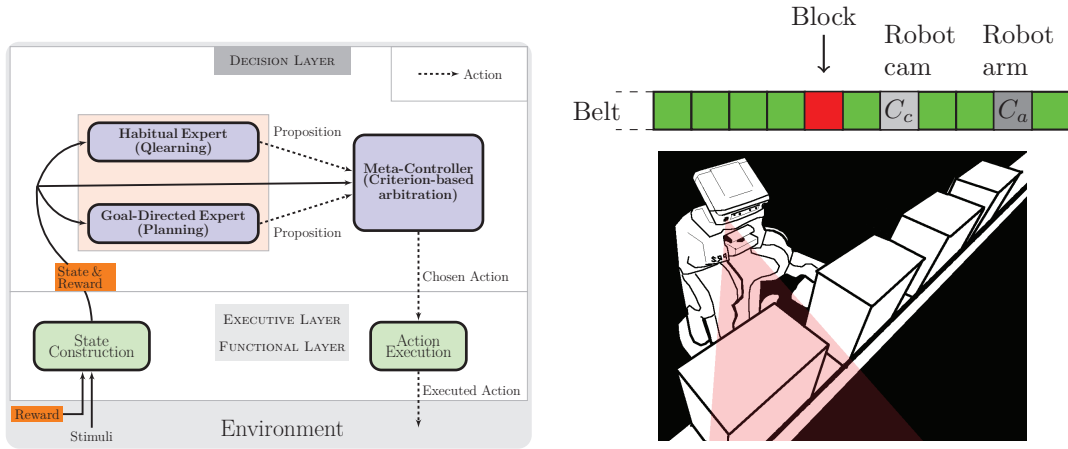 DECISION LAYER
Action
Habitual Expert
(Qlearning)
Proposition
Meta-Controller
(Criterion-based
arbitration)
Goal-Directed Expert
(Planning)
Proposition
State &
Reward
Chosen Action
EXECUTIVE LAYER
FUNCTIONAL LAYER
State
Construction
Action
Execution
Executed Action
Reward
Stimuli
Environment
Block
Robot
cam
Robot
arm
Belt
Cc
Ca